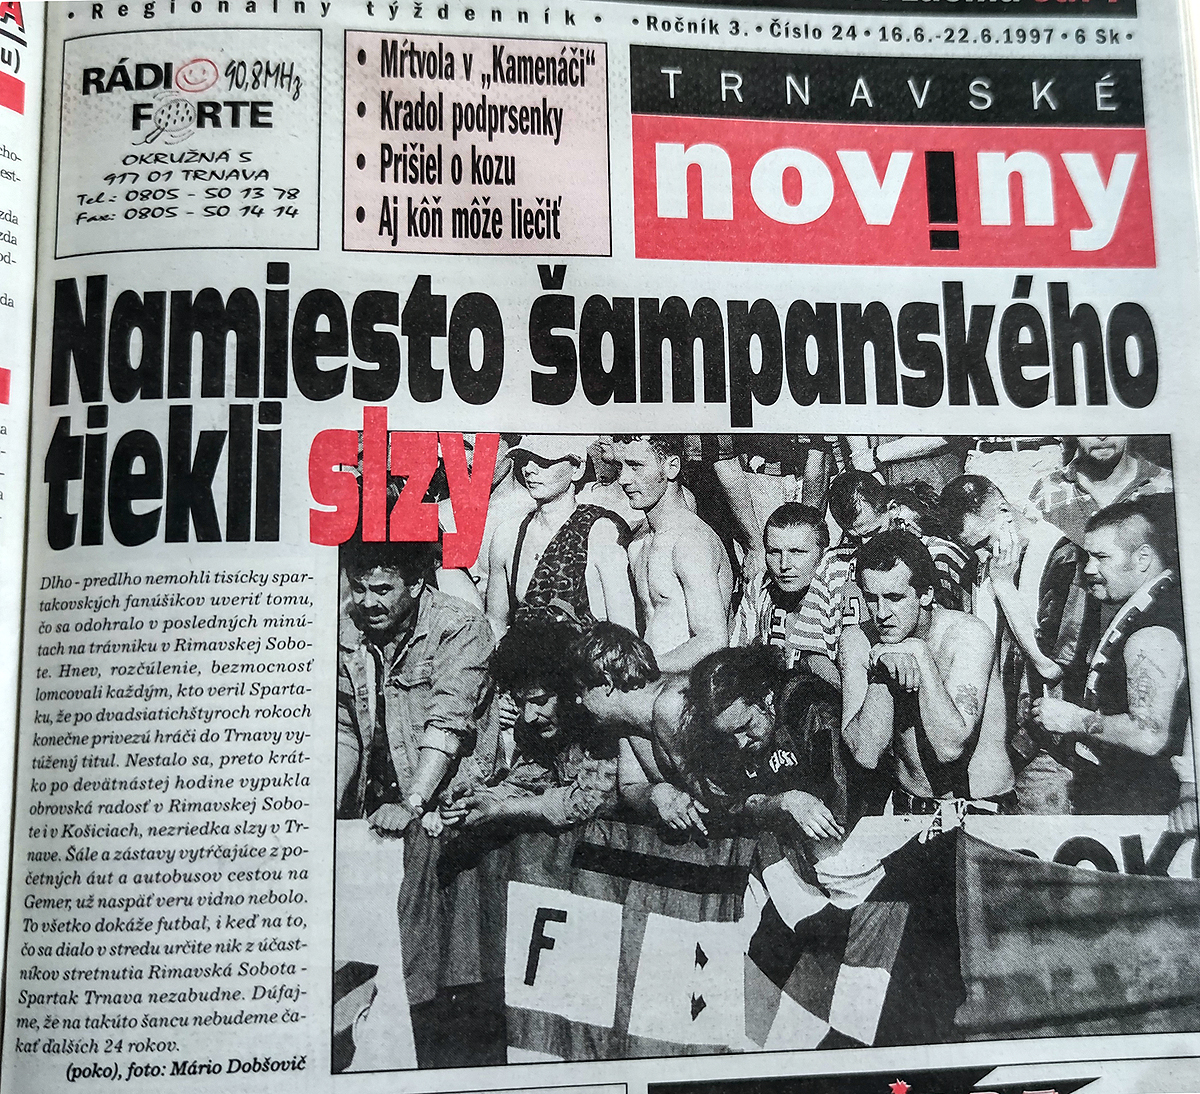 • Regionálny týždenník •
• Ročník 3. • Číslo 24 • 16.6.-22.6.1997 • 6 Sk •
RÁDIO 90,8MHz
FORTE
OKRUŽNÁ 5
917 01 TRNAVA
Tel.: 0805 - 50 13 78
Fax: 0805 - 50 14 14
• Mŕtvola v „Kamenáči“
• Kradol podprsenky
• Prišiel o kozu
• Aj kôň môže liečiť
TRNAVSKÉ
nov!ny
Namiesto šampanského
tiekli slzy
Dlho - predlho nemohli tisícky spar-
takovských fanúšikov uveriť tomu,
čo sa odohralo v posledných minú-
tach na trávniku v Rimavskej Sobo-
te. Hnev, rozčúlenie, bezmocnosť
lomcovali každým, kto veril Sparta-
ku, že po dvadsiatichštyroch rokoch
konečne privezú hráči do Trnavy vy-
túžený titul. Nestalo sa, preto krát-
ko po devätnástej hodine vypukla
obrovská radosť v Rimavskej Sobo-
te i v Košiciach, nezriedka slzy v Tr-
nave. Šále a zástavy vytŕčajúce z po-
četných áut a autobusov cestou na
Gemer, už naspäť veru vidno nebolo.
To všetko dokáže futbal, i keď na to,
čo sa dialo v stredu určite nik z účast-
níkov stretnutia Rimavská Sobota -
Spartak Trnava nezabudne. Dúfaj-
me, že na takúto šancu nebudeme ča-
kať ďalších 24 rokov.
(poko), foto: Mário Dobšovič
F